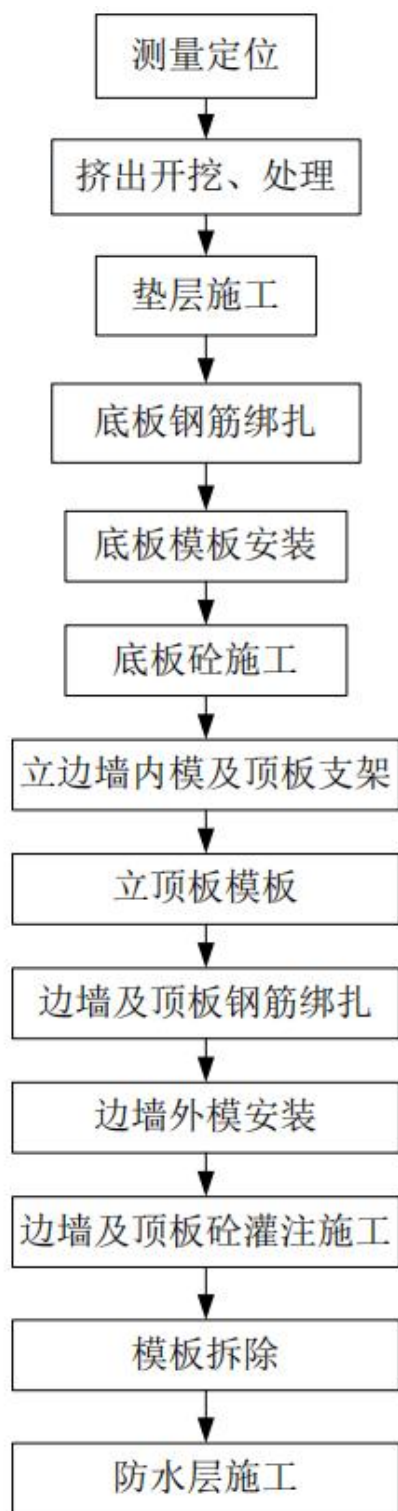 测量定位
挤出开挖、处理
垫层施工
底板钢筋绑扎
底板模板安装
底板砼施工
立边墙内模及顶板支架
立顶板模板
边墙及顶板钢筋绑扎
边墙外模安装
边墙及顶板砼灌注施工
模板拆除
防水层施工